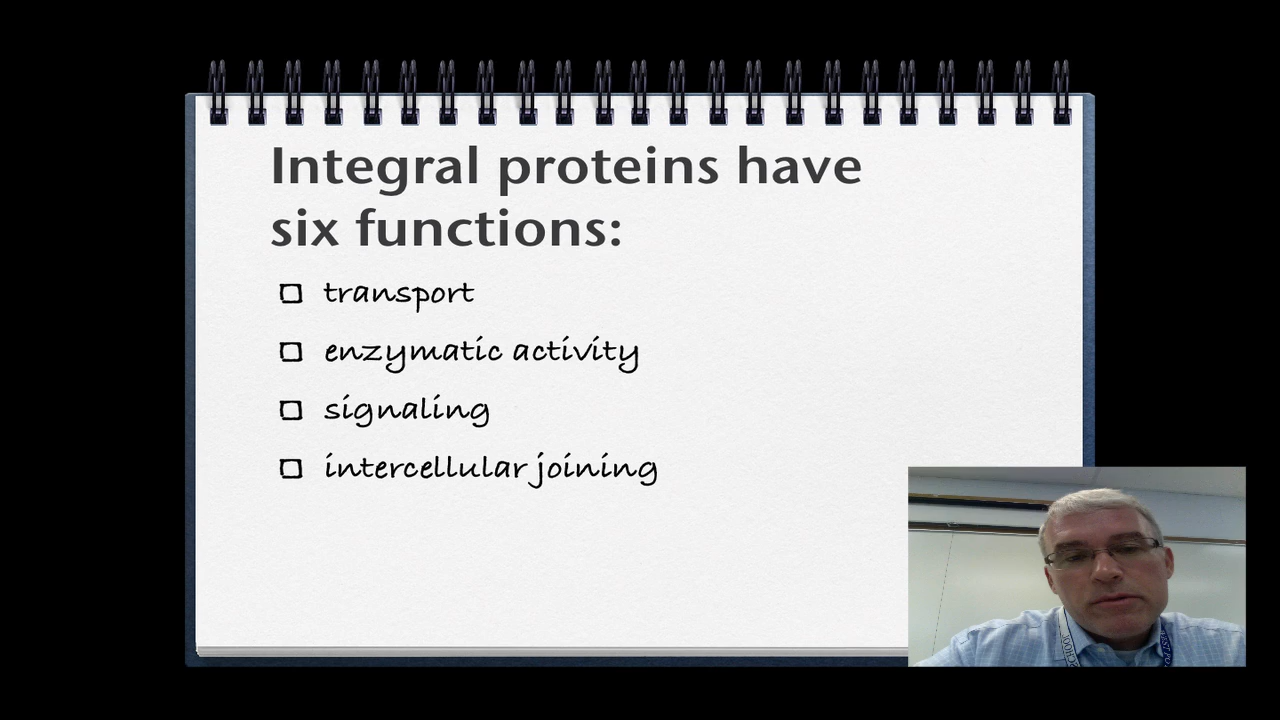 Integral proteins have
six functions:
transport
enzymatic activity
signaling
intercellular joining